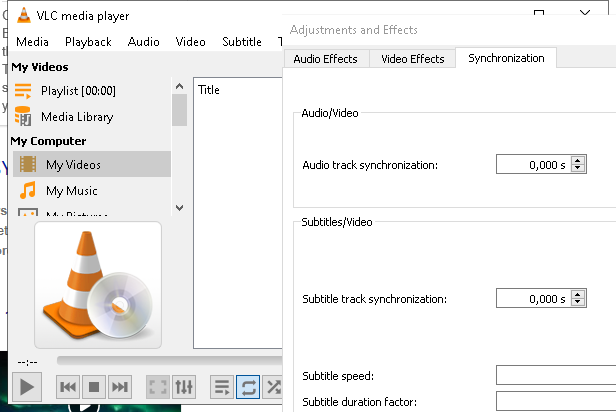 VLC media player
Media Playback Audio Video Subtitle
My Videos
Playlist [00:00]
Media Library
My Computer
My Videos
My Music
My Pictures
Title
--:--
Adjustments and Effects
Audio Effects Video Effects Synchronization
Audio/Video
Audio track synchronization: 0,000 s
Subtitles/Video
Subtitle track synchronization: 0,000 s
Subtitle speed:
Subtitle duration factor: